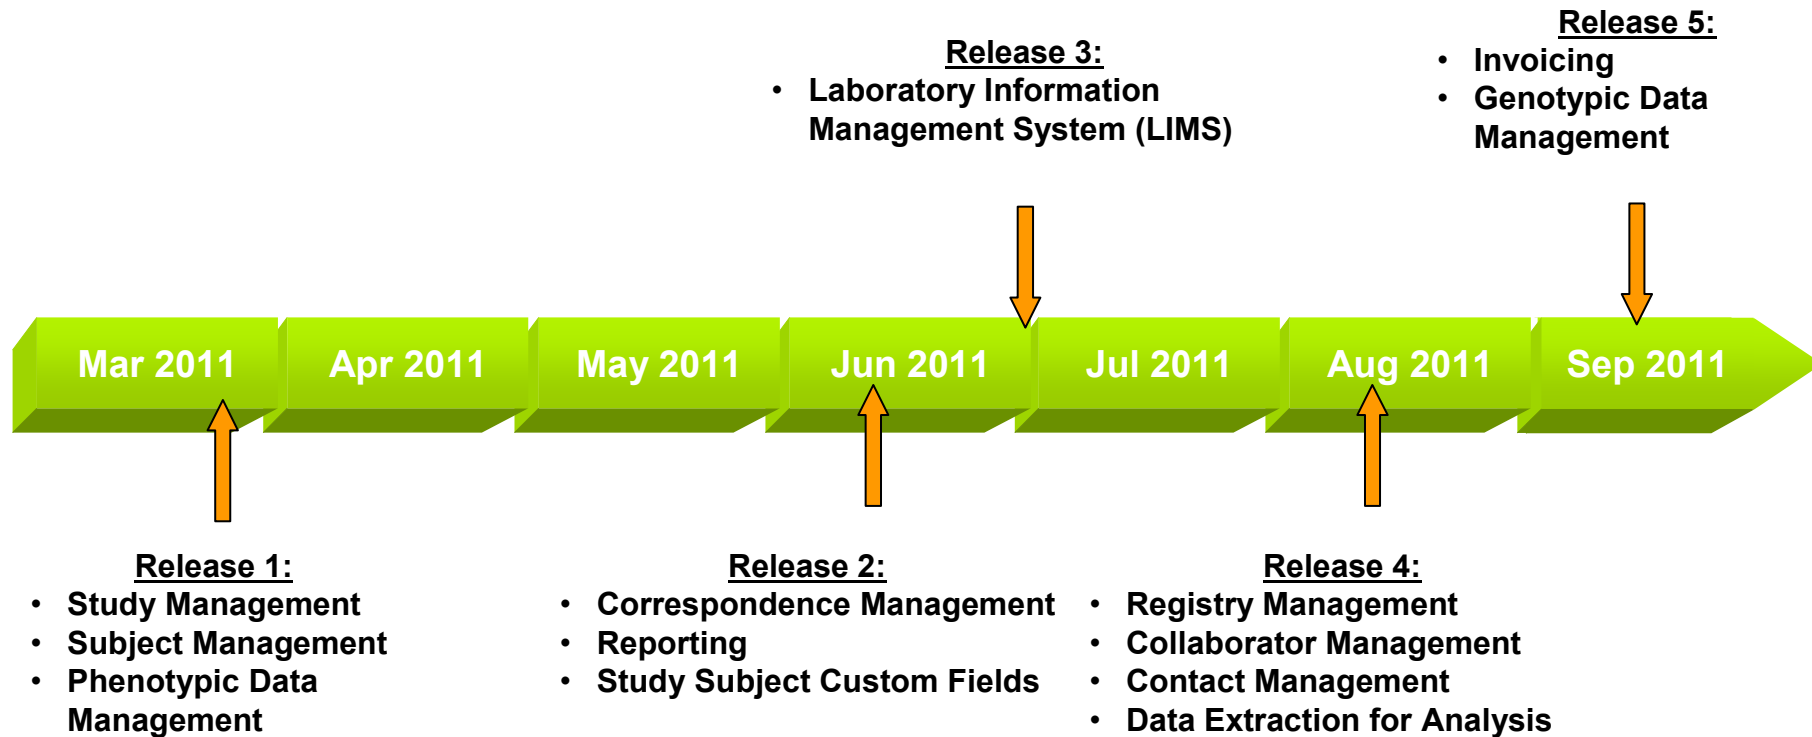 Release 5:
• Invoicing
• Genotypic Data
Management
Release 3:
• Laboratory Information
Management System (LIMS)
Mar 2011
Apr 2011
May 2011
Jun 2011
Jul 2011
Aug 2011
Sep 2011
Release 1:
• Study Management
• Subject Management
• Phenotypic Data
Management
Release 2:
• Correspondence Management
• Reporting
• Study Subject Custom Fields
Release 4:
• Registry Management
• Collaborator Management
• Contact Management
• Data Extraction for Analysis